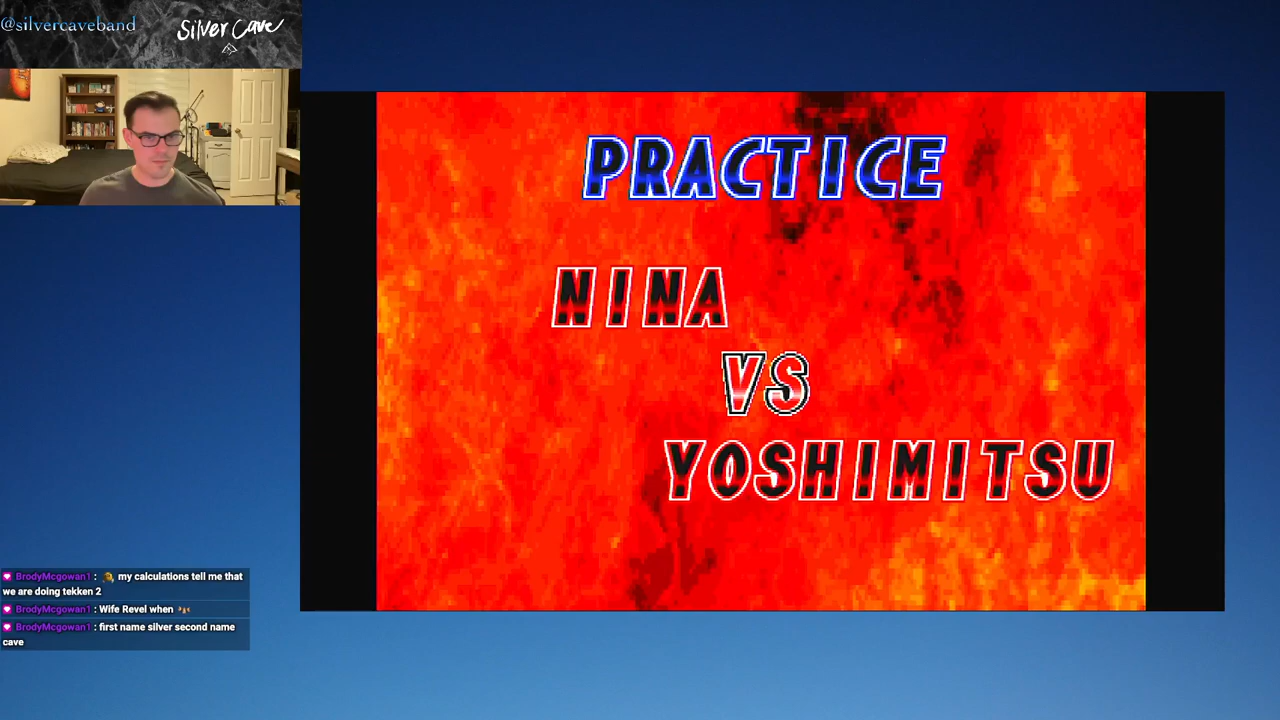 @silvercaveband
Silver Cave
PRACTICE
NINA
VS
YOSHIMITSU
BrodyMcgowan1 : my calculations tell me that
we are doing tekken 2
BrodyMcgowan1 : Wife Revel when
BrodyMcgowan1 : first name silver second name
cave